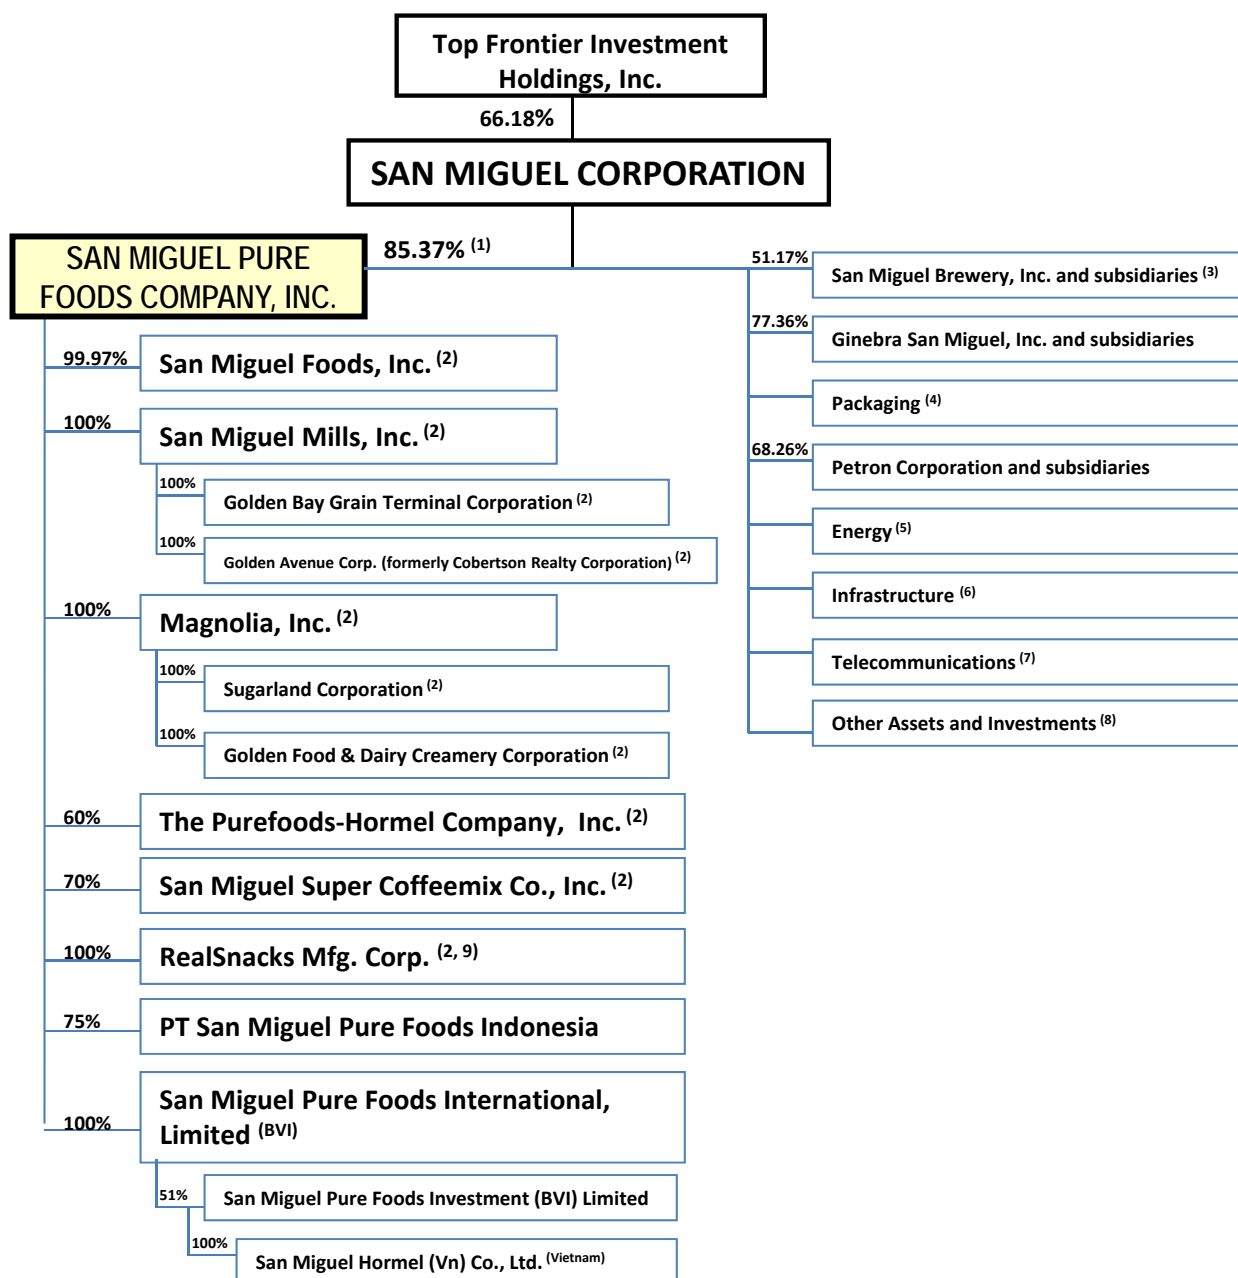 Top Frontier Investment
Holdings, Inc.
66.18%
SAN MIGUEL CORPORATION
SAN MIGUEL PURE
FOODS COMPANY, INC.
85.37% (1)
99.97%
San Miguel Foods, Inc. (2)
100%
San Miguel Mills, Inc. (2)
100%
Golden Bay Grain Terminal Corporation (2)
100%
Golden Avenue Corp. (formerly Cobertson Realty Corporation) (2)
100%
Magnolia, Inc. (2)
100%
Sugarland Corporation (2)
100%
Golden Food & Dairy Creamery Corporation (2)
60%
The Purefoods-Hormel Company, Inc. (2)
70%
San Miguel Super Coffeemix Co., Inc. (2)
100%
RealSnacks Mfg. Corp. (2, 9)
75%
PT San Miguel Pure Foods Indonesia
100%
San Miguel Pure Foods International,
Limited (BVI)
51%
San Miguel Pure Foods Investment (BVI) Limited
100%
San Miguel Hormel (Vn) Co., Ltd. (Vietnam)
51.17%
San Miguel Brewery, Inc. and subsidiaries (3)
77.36%
Ginebra San Miguel, Inc. and subsidiaries
Packaging (4)
68.26%
Petron Corporation and subsidiaries
Energy (5)
Infrastructure (6)
Telecommunications (7)
Other Assets and Investments (8)